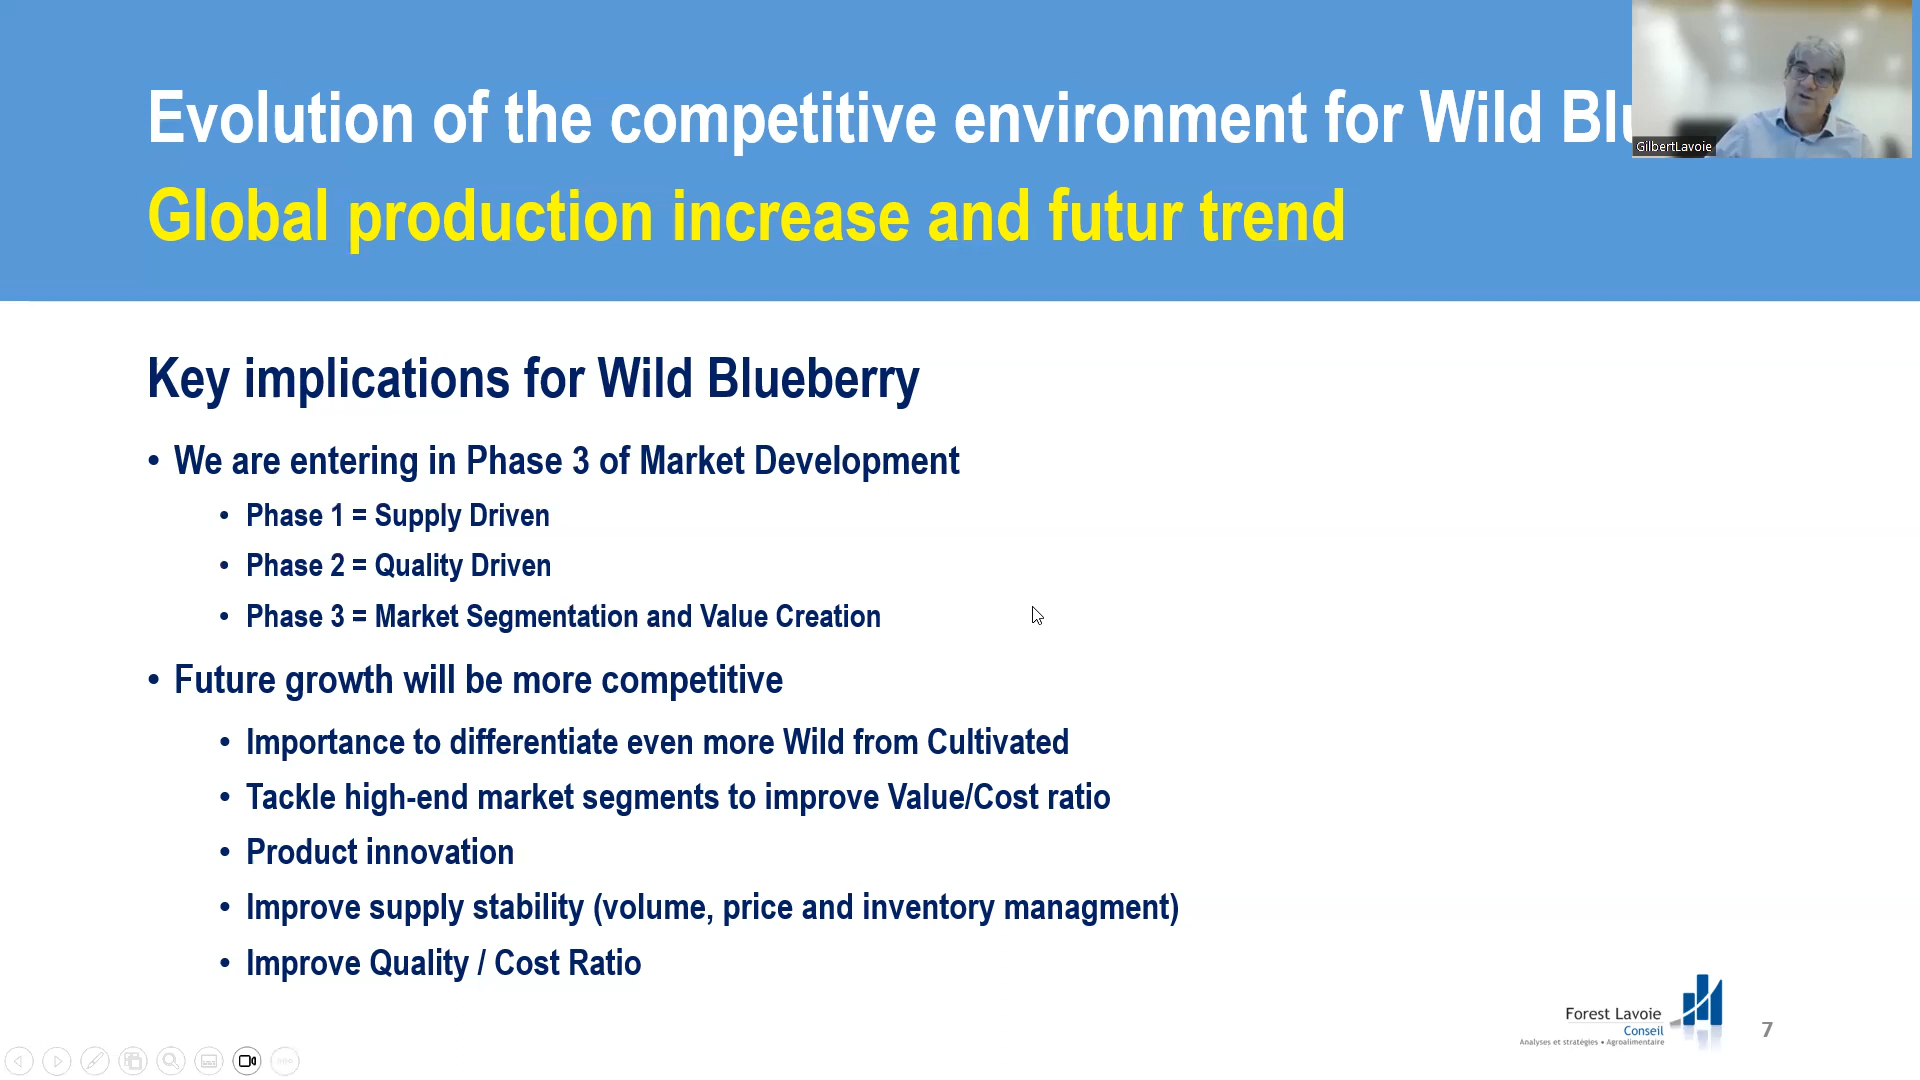 Evolution of the competitive environment for Wild
Global production increase and futur trend
GilbertLavoie
Key implications for Wild Blueberry
• We are entering in Phase 3 of Market Development
• Phase 1 = Supply Driven
• Phase 2 = Quality Driven
• Phase 3 = Market Segmentation and Value Creation
• Future growth will be more competitive
• Importance to differentiate even more Wild from Cultivated
• Tackle high-end market segments to improve Value/Cost ratio
• Product innovation
• Improve supply stability (volume, price and inventory managment)
• Improve Quality / Cost Ratio
Forest Lavoie
Conseil
Analyses et stratégies • Agroalimentaire
7